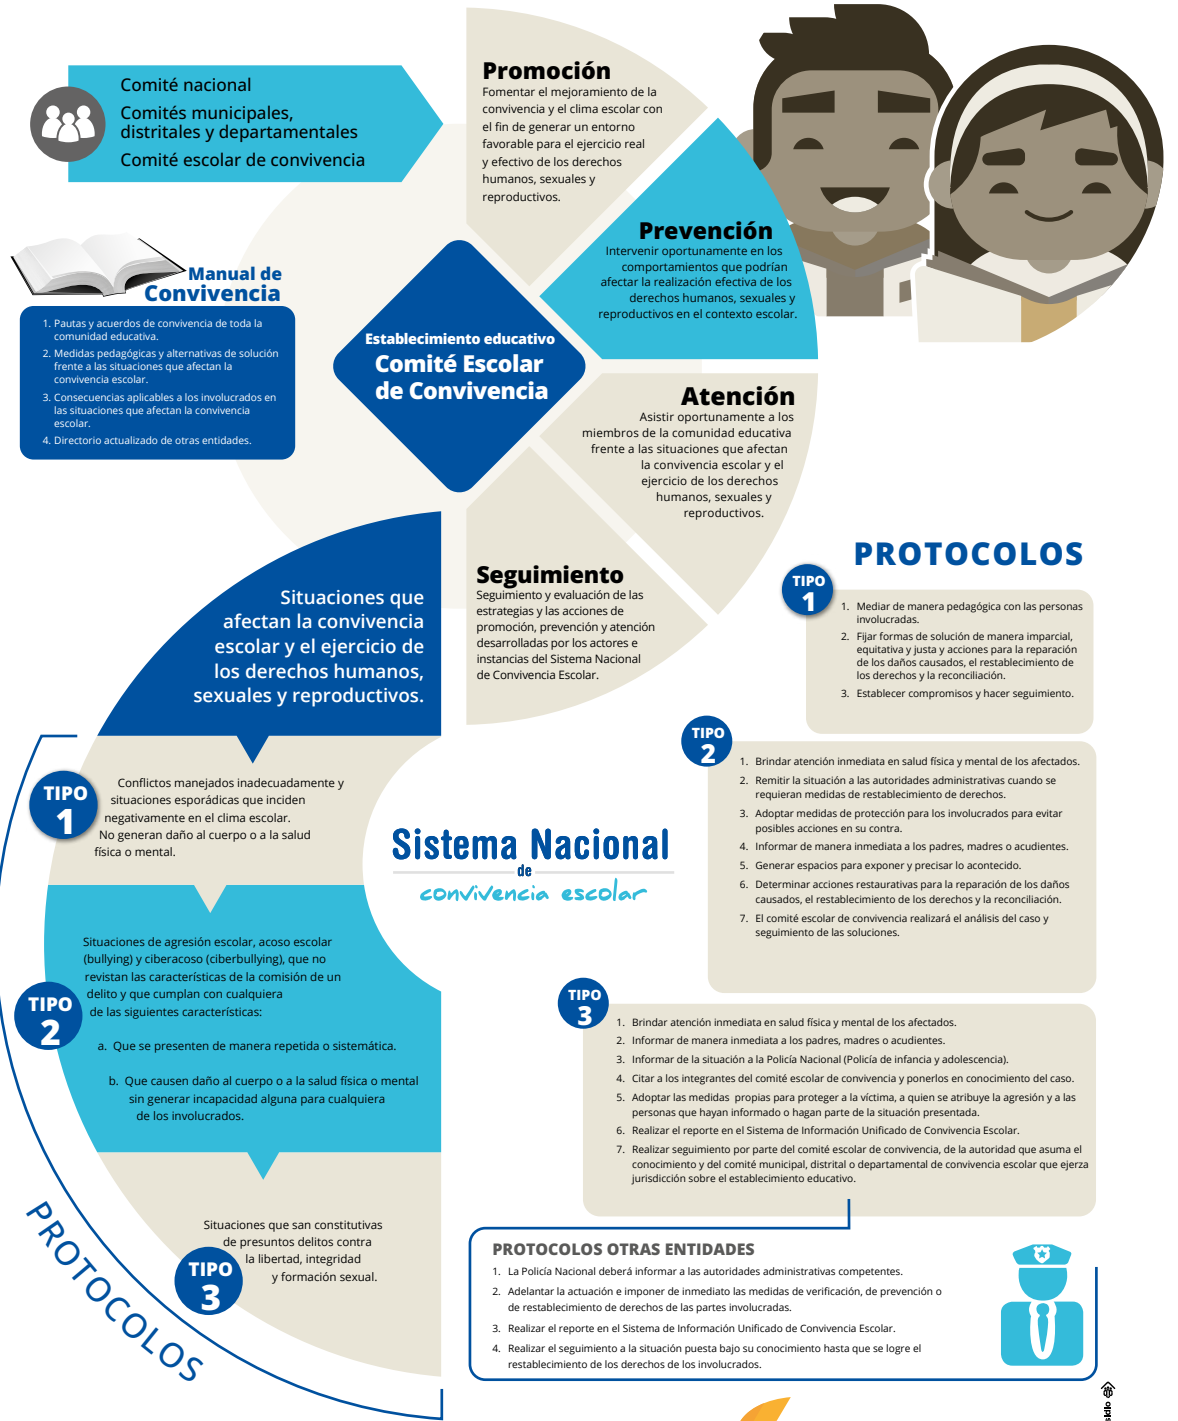 Comité nacional
Comités municipales,
distritales y departamentales
Comité escolar de convivencia
Promoción
Fomentar el mejoramiento de la
convivencia y el clima escolar con
el fin de generar un entorno
favorable para el ejercicio real
y efectivo de los derechos
humanos, sexuales y
reproductivos.
Prevención
Intervenir oportunamente en los
comportamientos que podrían
afectar la realización efectiva de los
derechos humanos, sexuales y
reproductivos en el contexto escolar.
Manual de
Convivencia
1. Pautas y acuerdos de convivencia de toda la
comunidad educativa.
2. Medidas pedagógicas y alternativas de solución
frente a las situaciones que afectan la
convivencia escolar.
3. Consecuencias aplicables a los involucrados en
las situaciones que afectan la convivencia
escolar.
4. Directorio actualizado de otras entidades.
Establecimiento educativo
Comité Escolar
de Convivencia
Atención
Asistir oportunamente a los
miembros de la comunidad educativa
frente a las situaciones que afectan
la convivencia escolar y el
ejercicio de los derechos
humanos, sexuales y
reproductivos.
Seguimiento
Seguimiento y evaluación de las
estrategias y las acciones de
promoción, prevención y atención
desarrolladas por los actores e
instancias del Sistema Nacional
de Convivencia Escolar.
Situaciones que
afectan la convivencia
escolar y el ejercicio de
los derechos humanos,
sexuales y reproductivos.
TIPO
1
Conflictos manejados inadecuadamente y
situaciones esporádicas que inciden
negativamente en el clima escolar.
No generan daño al cuerpo o a la salud
física o mental.
TIPO
2
Situaciones de agresión escolar, acoso escolar
(bullying) y ciberacoso (ciberbullying), que no
revistan las características de la comisión de un
delito y que cumplan con cualquiera
de las siguientes características:
a. Que se presenten de manera repetida o sistemática.
b. Que causen daño al cuerpo o a la salud física o mental
sin generar incapacidad alguna para cualquiera
de los involucrados.
TIPO
3
Situaciones que san constitutivas
de presuntos delitos contra
la libertad, integridad
y formación sexual.
PROTOCOLOS
Sistema Nacional
de
convivencia escolar
PROTOCOLOS
TIPO
1
1. Mediar de manera pedagógica con las personas
involucradas.
2. Fijar formas de solución de manera imparcial,
equitativa y justa y acciones para la reparación
de los daños causados, el restablecimiento de
los derechos y la reconciliación.
3. Establecer compromisos y hacer seguimiento.
TIPO
2
1. Brindar atención inmediata en salud física y mental de los afectados.
2. Remitir la situación a las autoridades administrativas cuando se
requieran medidas de restablecimiento de derechos.
3. Adoptar medidas de protección para los involucrados para evitar
posibles acciones en su contra.
4. Informar de manera inmediata a los padres, madres o acudientes.
5. Generar espacios para exponer y precisar lo acontecido.
6. Determinar acciones restaurativas para la reparación de los daños
causados, el restablecimiento de los derechos y la reconciliación.
7. El comité escolar de convivencia realizará el análisis del caso y
seguimiento de las soluciones.
TIPO
3
1. Brindar atención inmediata en salud física y mental de los afectados.
2. Informar de manera inmediata a los padres, madres o acudientes.
3. Informar de la situación a la Policía Nacional (Policía de infancia y adolescencia).
4. Citar a los integrantes del comité escolar de convivencia y ponerlos en conocimiento del caso.
5. Adoptar las medidas propias para proteger a la víctima, a quien se atribuye la agresión y a las
personas que hayan informado o hagan parte de la situación presentada.
6. Realizar el reporte en el Sistema de Información Unificado de Convivencia Escolar.
7. Realizar seguimiento por parte del comité escolar de convivencia, de la autoridad que asuma el
conocimiento y del comité municipal, distrital o departamental de convivencia escolar que ejerza
jurisdicción sobre el establecimiento educativo.
PROTOCOLOS OTRAS ENTIDADES
1. La Policía Nacional deberá informar a las autoridades administrativas competentes.
2. Adelantar la actuación e imponer de inmediato las medidas de verificación, de prevención o
de restablecimiento de derechos de las partes involucradas.
3. Realizar el reporte en el Sistema de Información Unificado de Convivencia Escolar.
4. Realizar el seguimiento a la situación puesta bajo su conocimiento hasta que se logre el
restablecimiento de los derechos de los involucrados.